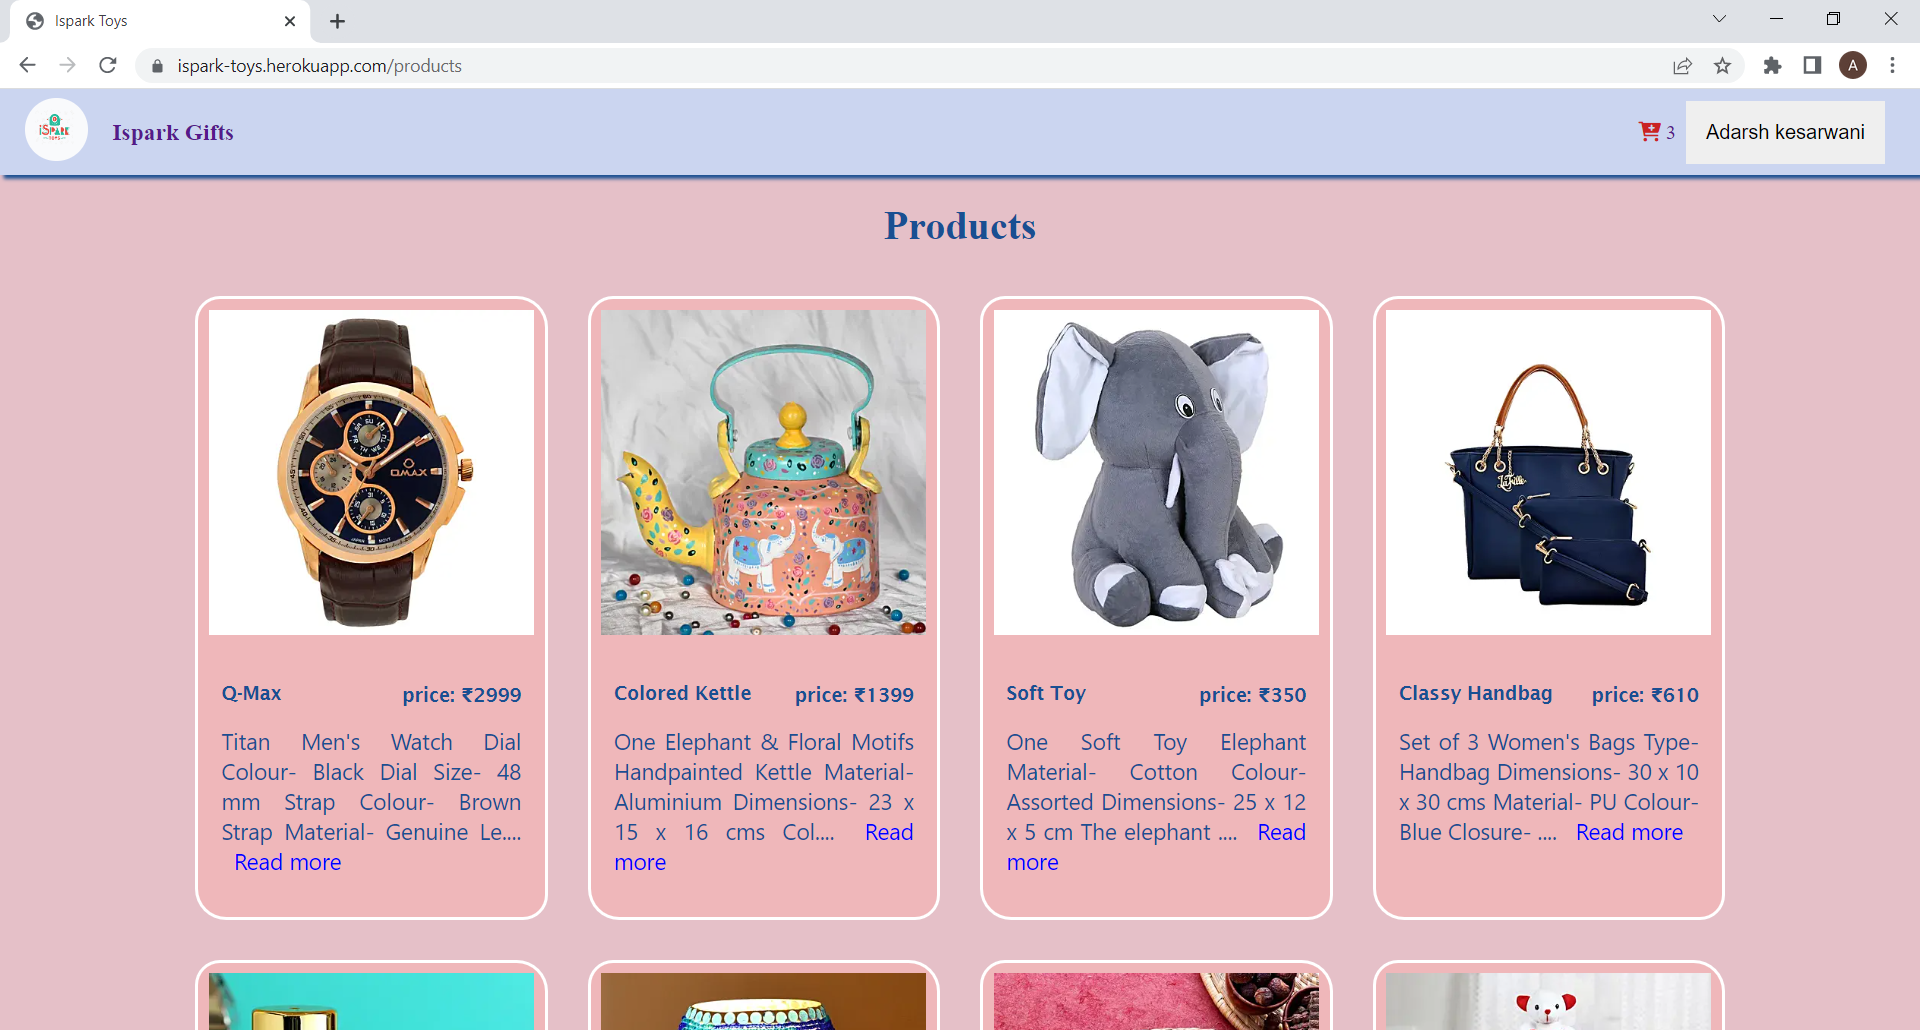 Ispark Toys
ispark-toys.herokuapp.com/products
A
iSPARK
TOYS
Ispark Gifts
3
Adarsh kesarwani
Products
QMAX
La Fille
Q-Max price: ₹2999
Titan Men's Watch Dial
Colour- Black Dial Size- 48
mm Strap Colour- Brown
Strap Material- Genuine Le....
Read more
Colored Kettle price: ₹1399
One Elephant & Floral Motifs
Handpainted Kettle Material-
Aluminium Dimensions- 23 x
15 x 16 cms Col.... Read
more
Soft Toy price: ₹350
One Soft Toy Elephant
Material- Cotton Colour-
Assorted Dimensions- 25 x 12
x 5 cm The elephant .... Read
more
Classy Handbag price: ₹610
Set of 3 Women's Bags Type-
Handbag Dimensions- 30 x 10
x 30 cms Material- PU Colour-
Blue Closure- .... Read more